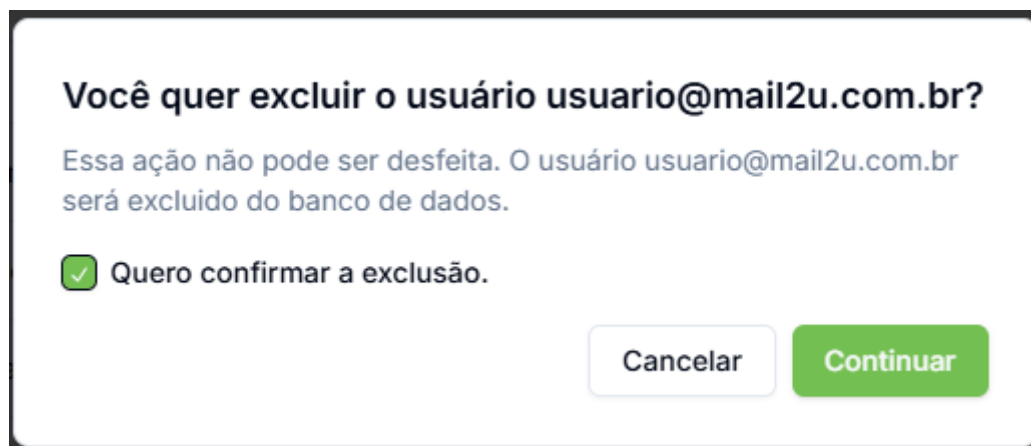 Você quer excluir o usuário usuario@mail2u.com.br?
Essa ação não pode ser desfeita. O usuário usuario@mail2u.com.br
será excluido do banco de dados.
Quero confirmar a exclusão.
Cancelar
Continuar